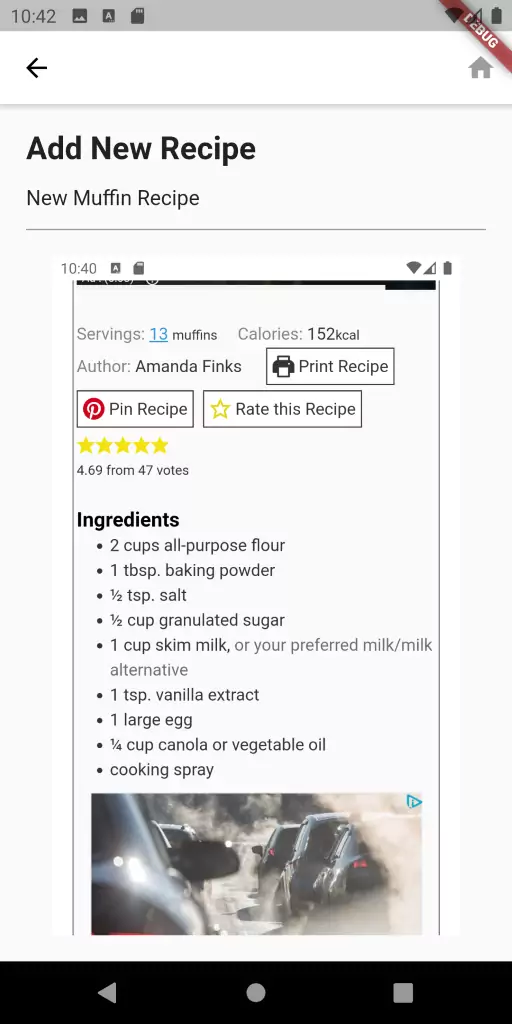 10:42
DEBUG
Add New Recipe
New Muffin Recipe
10:40
Servings: 13 muffins Calories: 152kcal
Author: Amanda Finks Print Recipe
Pin Recipe Rate this Recipe
4.69 from 47 votes
Ingredients
2 cups all-purpose flour
1 tbsp. baking powder
½ tsp. salt
½ cup granulated sugar
1 cup skim milk, or your preferred milk/milk
alternative
1 tsp. vanilla extract
1 large egg
¼ cup canola or vegetable oil
cooking spray